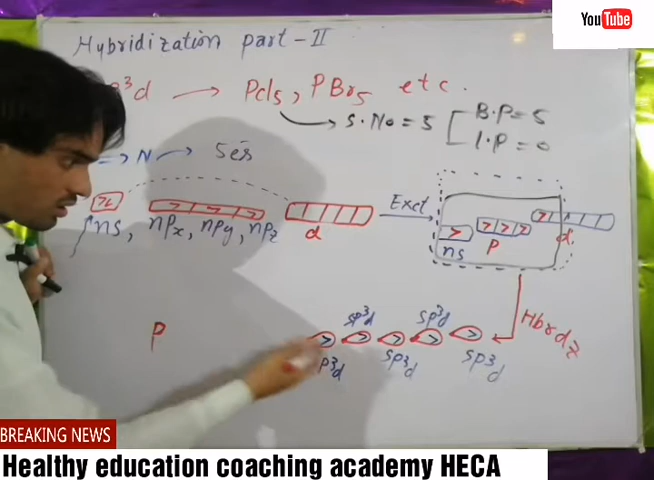 YouTube
Hybridization part - II
p³d → Pcl5, PBr5 etc.
→ S.No = 5 [ B.P = 5
l.P = 0
=> N → 5es
ns, npx, npy, npz d Exct ns p d
Hbrdz
P
sp³d sp³d
sp³d sp³d sp³d
BREAKING NEWS
Healthy education coaching academy HECA